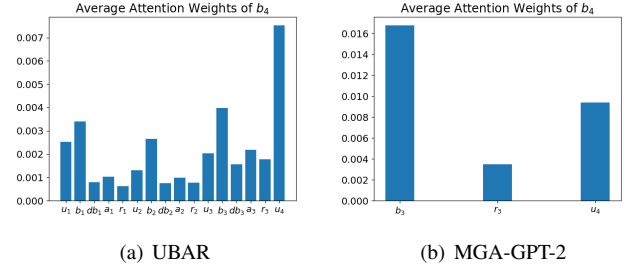 Average Attention Weights of b4
0.007
0.006
0.005
0.004
0.003
0.002
0.001
0.000
u1 b1 db1 a1 r1 u2 b2 db2 a2 r2 u3 b3 db3 a3 r3 u4
(a) UBAR
Average Attention Weights of b4
0.016
0.014
0.012
0.010
0.008
0.006
0.004
0.002
0.000
b3 r3 u4
(b) MGA-GPT-2